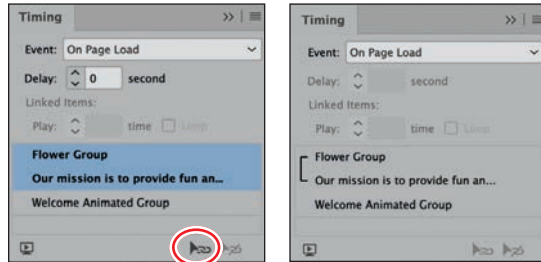 Timing
Event: On Page Load
Delay: 0 second
Linked Items:
Play: time Loop
Flower Group
Our mission is to provide fun an...
Welcome Animated Group
Timing
Event: On Page Load
Delay: second
Linked Items:
Play: time Loop
Flower Group
Our mission is to provide fun an...
Welcome Animated Group